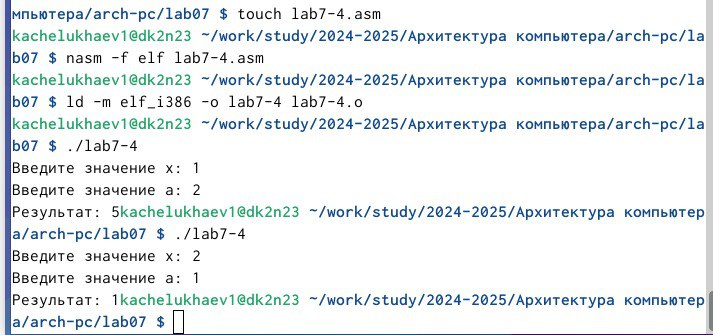 мпьютера/arch-pc/lab07 $ touch lab7-4.asm
kachelukhaev1@dk2n23 ~/work/study/2024-2025/Архитектура компьютера/arch-pc/la
b07 $ nasm -f elf lab7-4.asm
kachelukhaev1@dk2n23 ~/work/study/2024-2025/Архитектура компьютера/arch-pc/la
b07 $ ld -m elf_i386 -o lab7-4 lab7-4.o
kachelukhaev1@dk2n23 ~/work/study/2024-2025/Архитектура компьютера/arch-pc/la
b07 $ ./lab7-4
Введите значение x: 1
Введите значение a: 2
Результат: 5kachelukhaev1@dk2n23 ~/work/study/2024-2025/Архитектура компьютер
а/arch-pc/lab07 $ ./lab7-4
Введите значение x: 2
Введите значение a: 1
Результат: 1kachelukhaev1@dk2n23 ~/work/study/2024-2025/Архитектура компьютер
а/arch-pc/lab07 $